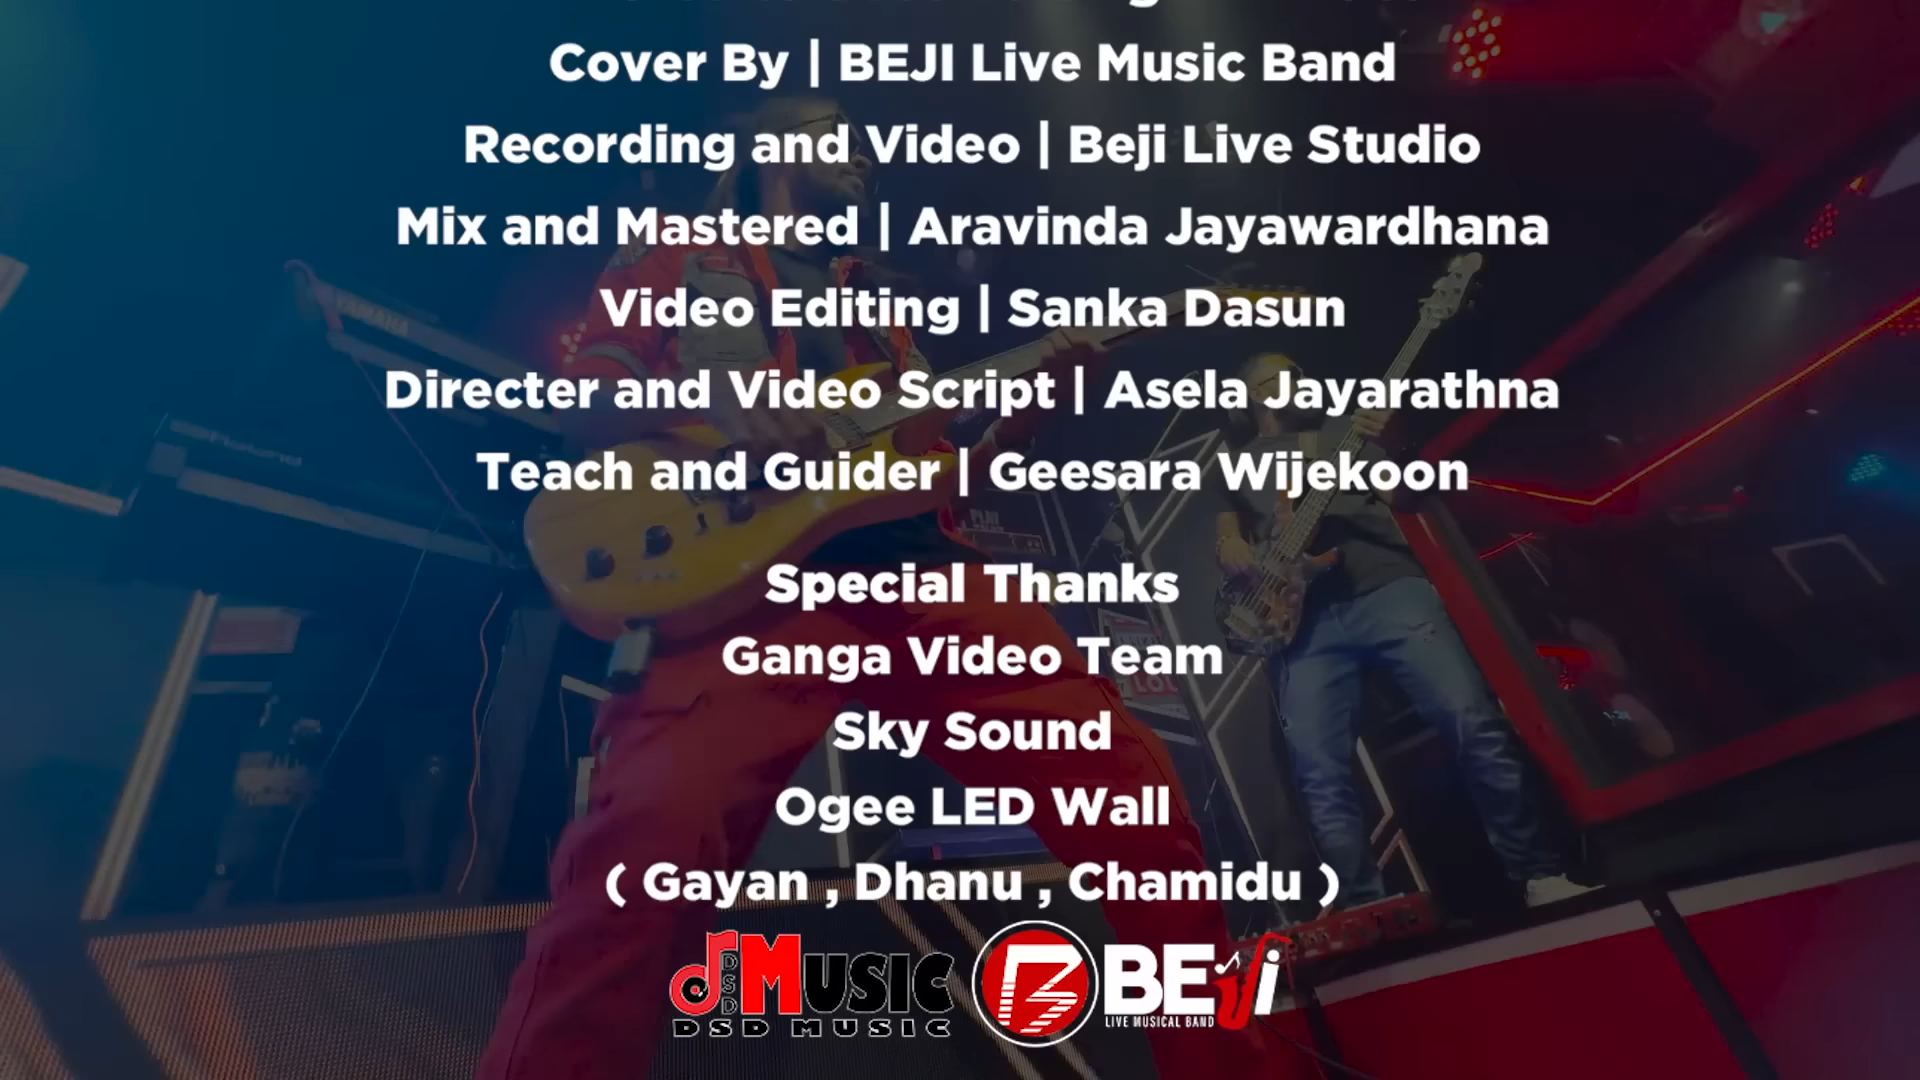 Cover By | BEJI Live Music Band
Recording and Video | Beji Live Studio
Mix and Mastered | Aravinda Jayawardhana
Video Editing | Sanka Dasun
Directer and Video Script | Asela Jayarathna
Teach and Guider | Geesara Wijekoon
Special Thanks
Ganga Video Team
Sky Sound
Ogee LED Wall
( Gayan , Dhanu , Chamidu )
YAMAHA
PLAY
DSD MUSIC
DSD MUSIC
BEJI
LIVE MUSICAL BAND